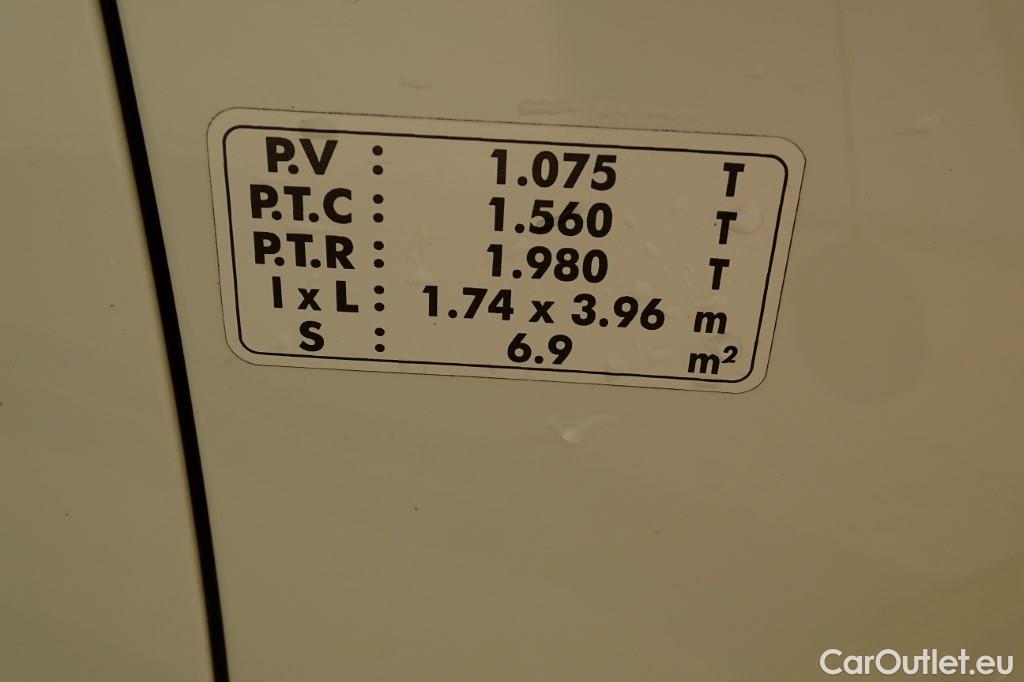 P.V : 1.075 T
P.T.C : 1.560 T
P.T.R : 1.980 T
l x L : 1.74 x 3.96 m
S : 6.9 m²
CarOutlet.eu